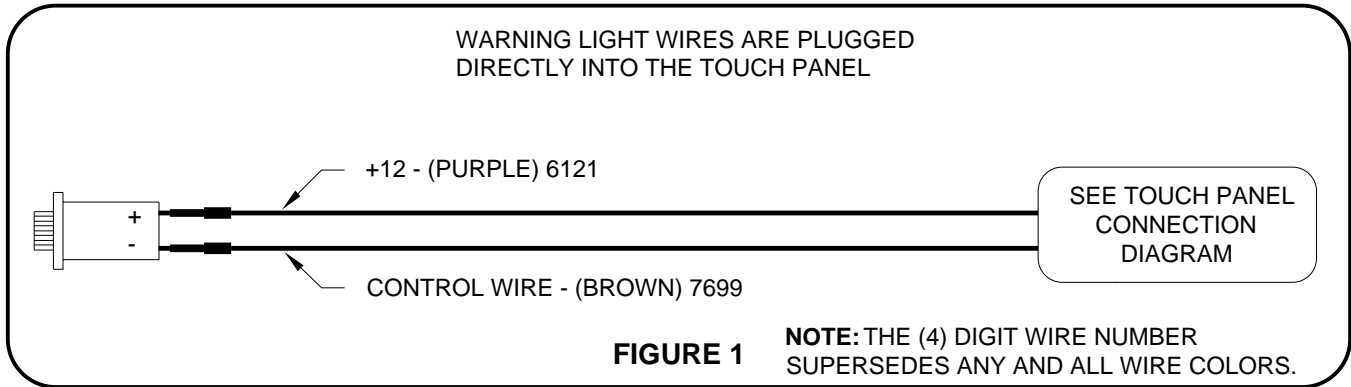 WARNING LIGHT WIRES ARE PLUGGED
DIRECTLY INTO THE TOUCH PANEL
+12 - (PURPLE) 6121
+
-
SEE TOUCH PANEL
CONNECTION
DIAGRAM
CONTROL WIRE - (BROWN) 7699
FIGURE 1
NOTE: THE (4) DIGIT WIRE NUMBER
SUPERSEDES ANY AND ALL WIRE COLORS.